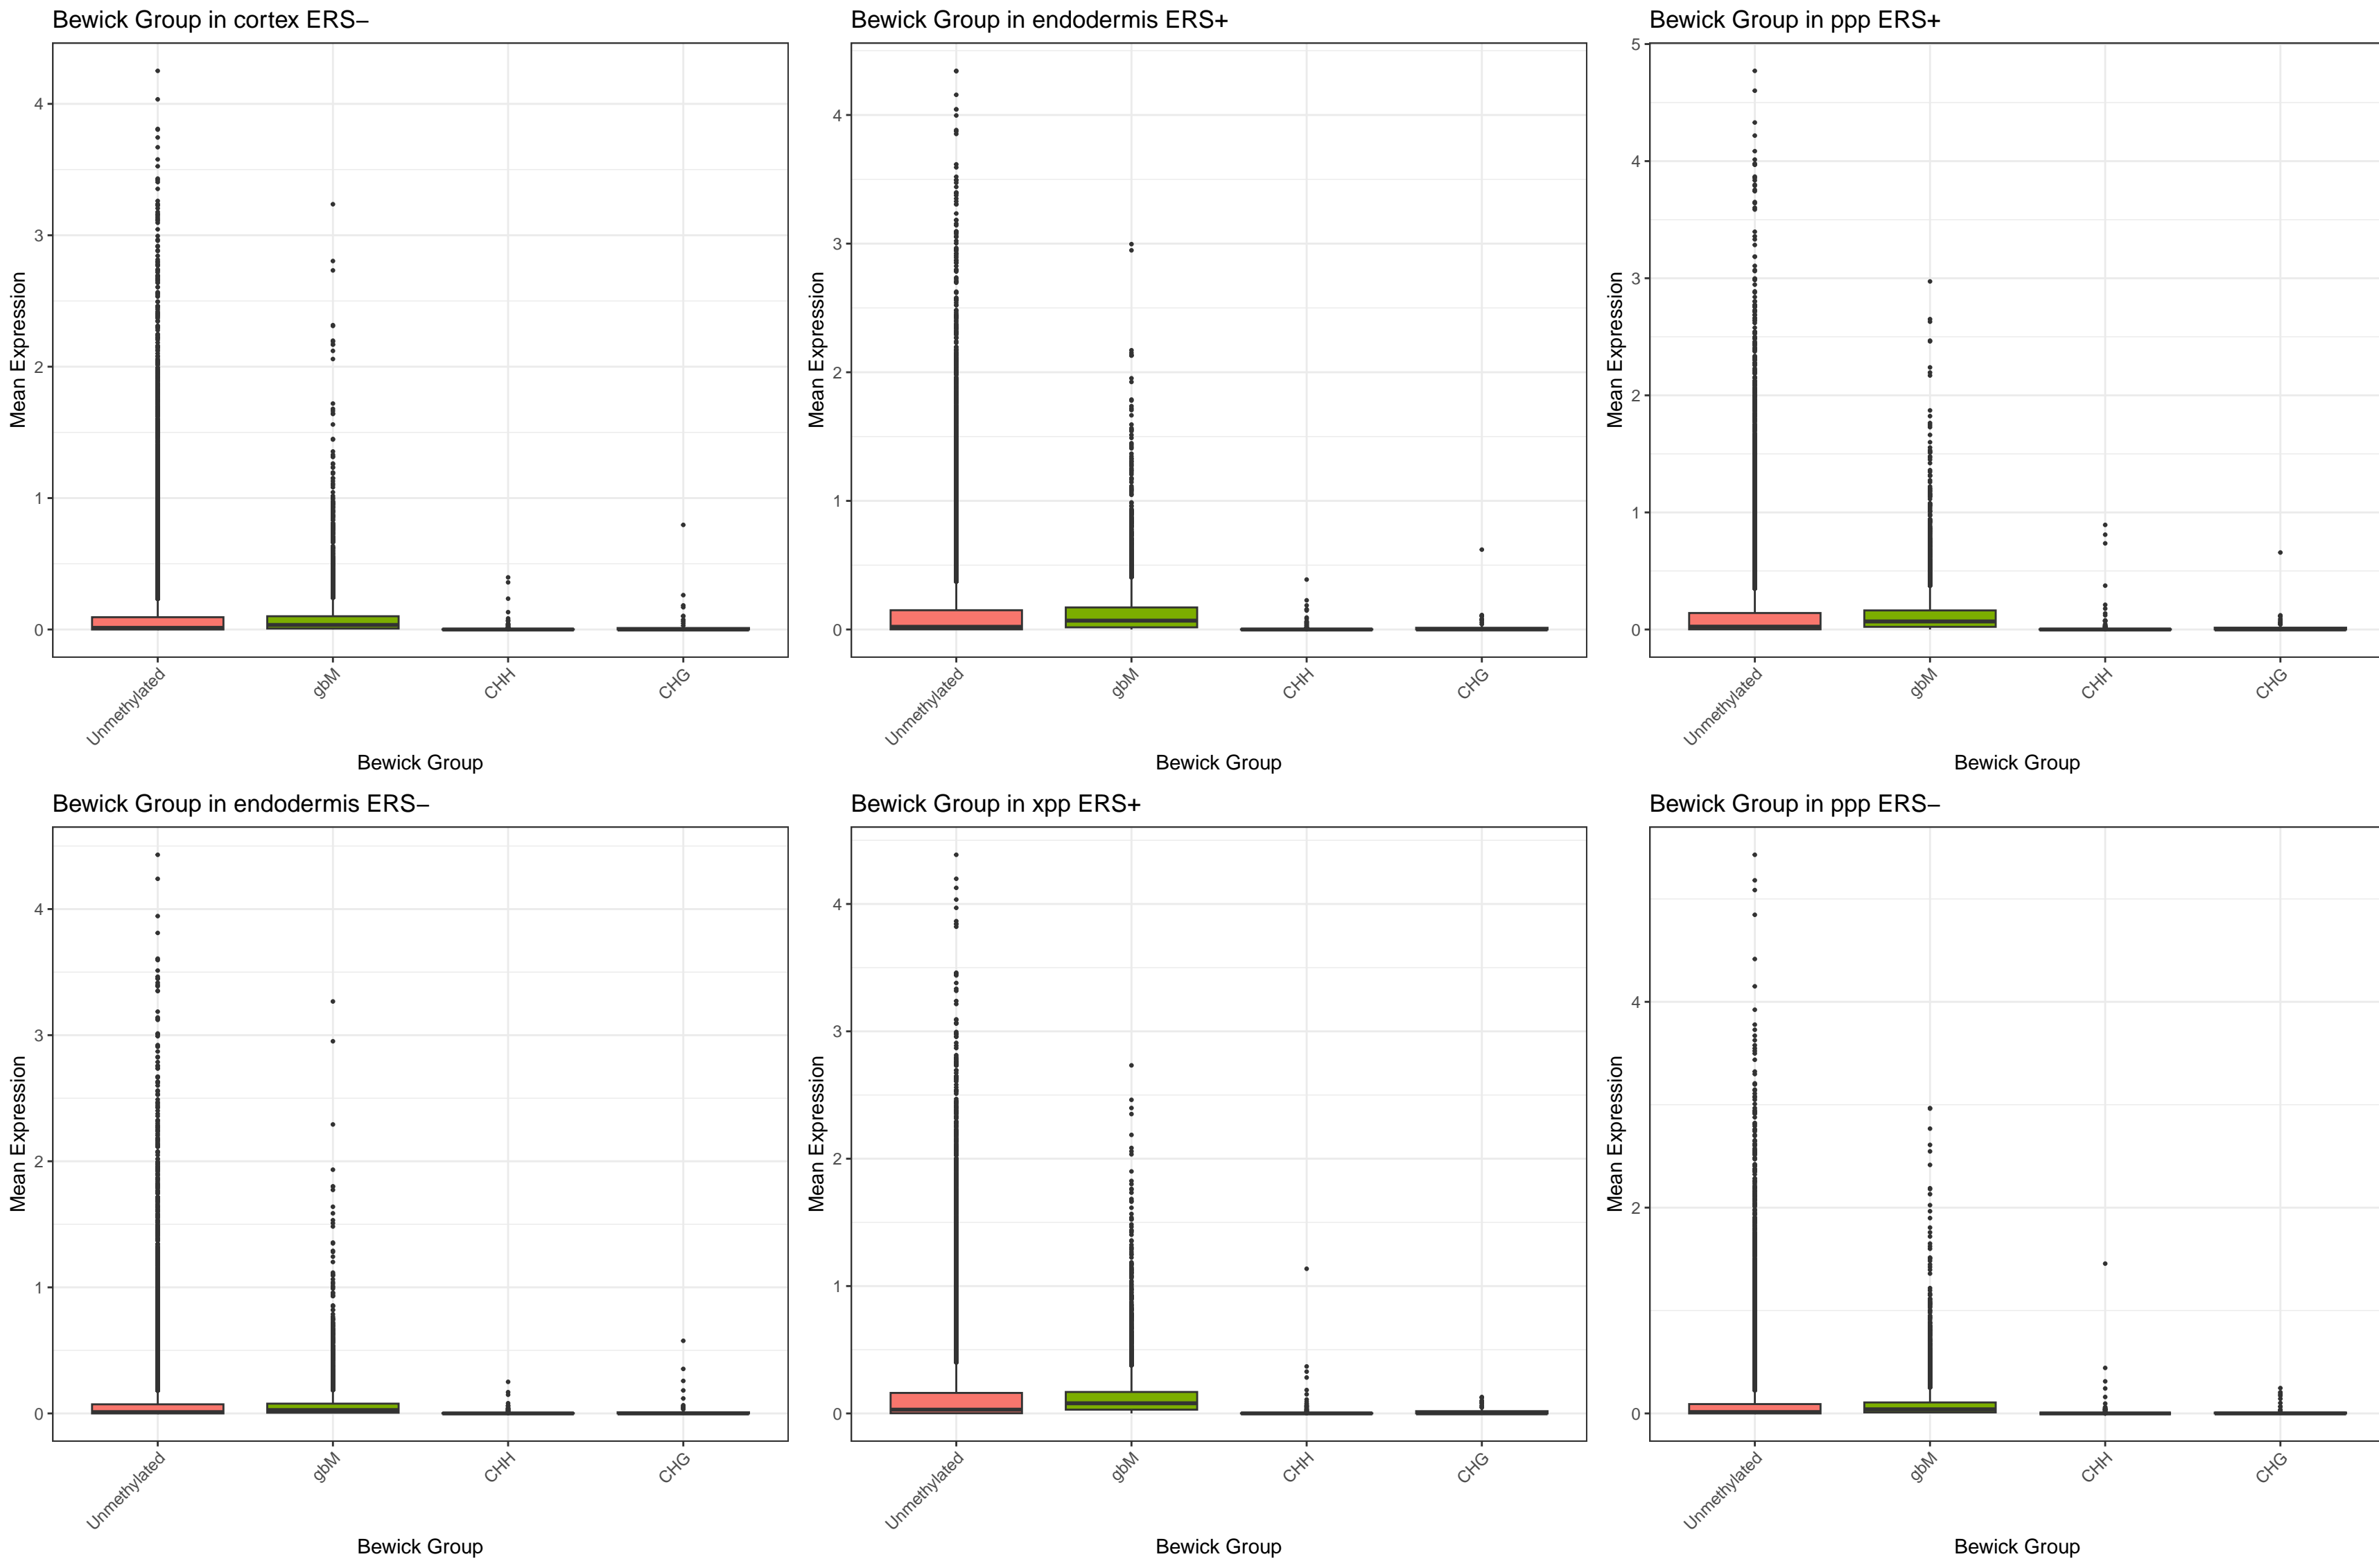 Bewick Group in cortex ERS−
Mean Expression
4
3
2
1
0
Unmethylated
gbM
CHH
CHG
Bewick Group
Bewick Group in endodermis ERS+
Mean Expression
4
3
2
1
0
Unmethylated
gbM
CHH
CHG
Bewick Group
Bewick Group in ppp ERS+
Mean Expression
5
4
3
2
1
0
Unmethylated
gbM
CHH
CHG
Bewick Group
Bewick Group in endodermis ERS−
Mean Expression
4
3
2
1
0
Unmethylated
gbM
CHH
CHG
Bewick Group
Bewick Group in xpp ERS+
Mean Expression
4
3
2
1
0
Unmethylated
gbM
CHH
CHG
Bewick Group
Bewick Group in ppp ERS−
Mean Expression
4
2
0
Unmethylated
gbM
CHH
CHG
Bewick Group